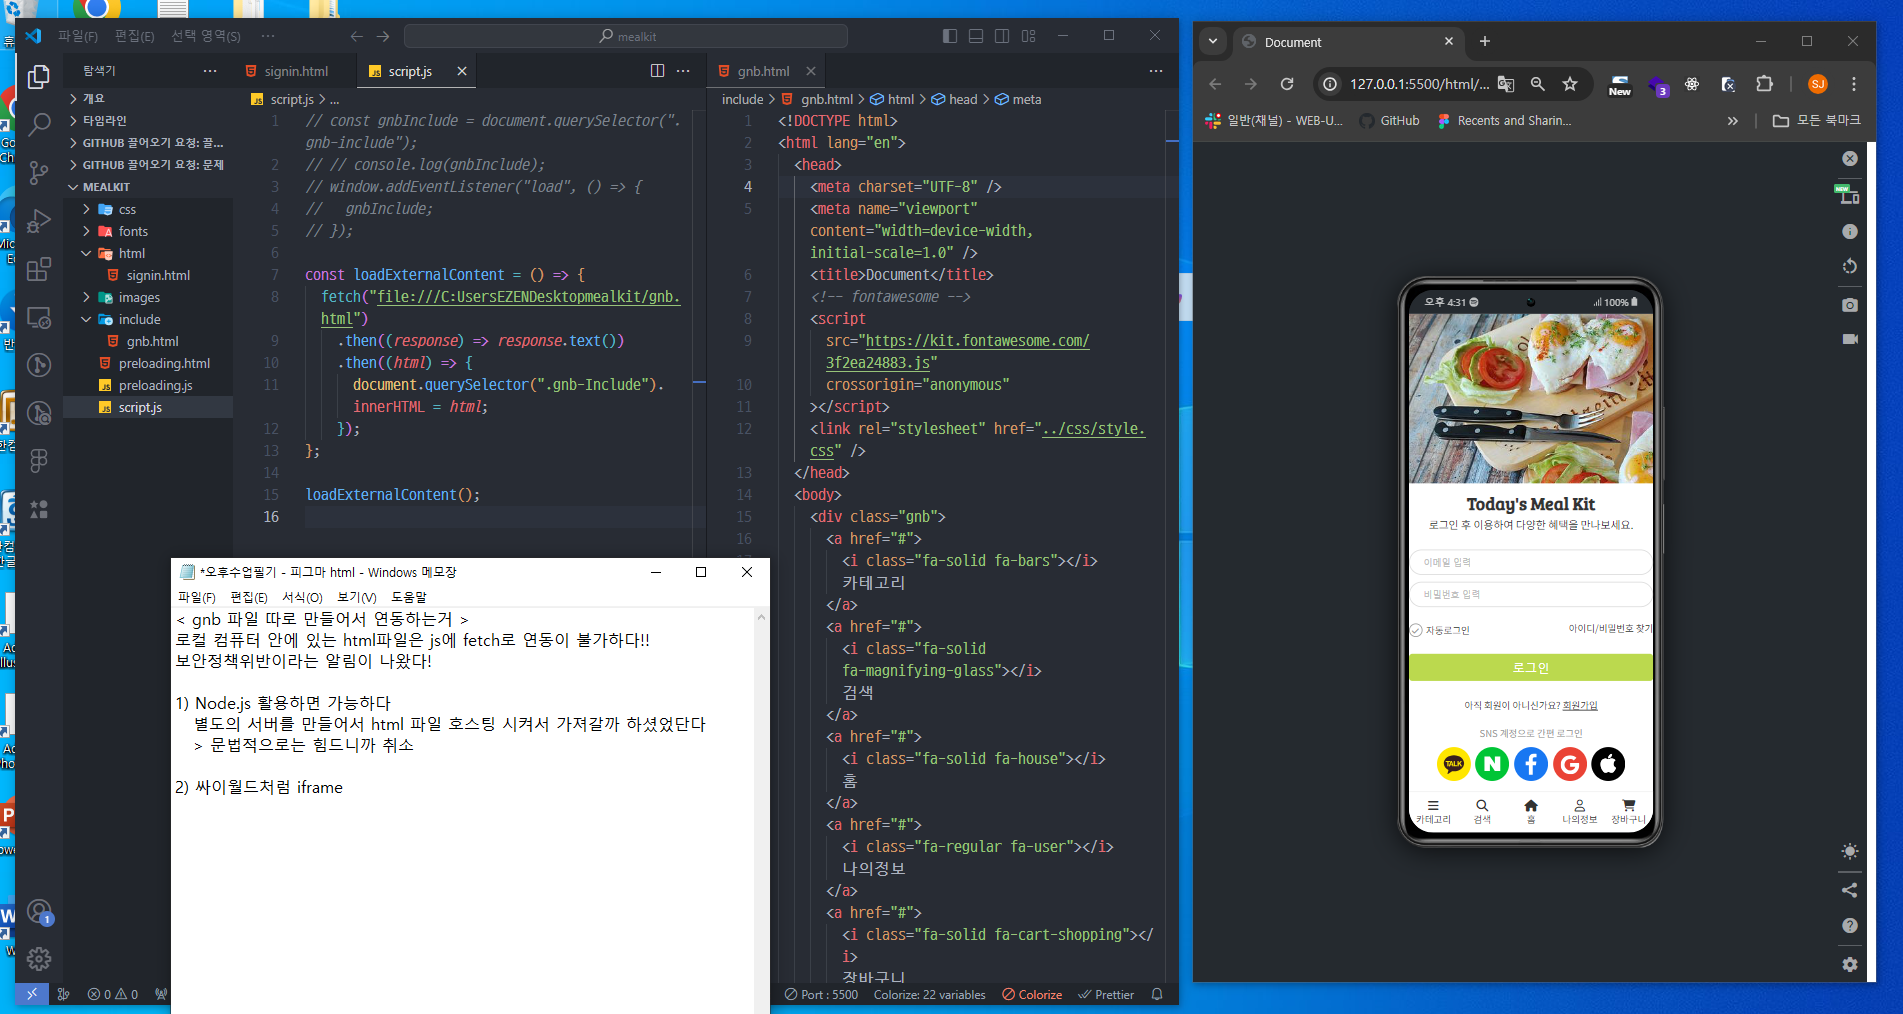 파일(F) 편집(E) 선택 영역(S) ··· mealkit
탐색기 ···
개요
타임라인
GITHUB 끌어오기 요청: 끌...
GITHUB 끌어오기 요청: 문제
MEALKIT
css
fonts
html
signin.html
images
include
gnb.html
preloading.html
preloading.js
script.js
signin.html script.js
script.js > ...
1 // const gnbInclude = document.querySelector(".
gnb-include");
2 // // console.log(gnbInclude);
3 // window.addEventListener("load", () => {
4 //   gnbInclude;
5 // });
6
7 const loadExternalContent = () => {
8 fetch("file:///C:UsersEZENDesktopmealkit/gnb.
html")
9 .then((response) => response.text())
10 .then((html) => {
11 document.querySelector(".gnb-Include").
innerHTML = html;
12 });
13 };
14
15 loadExternalContent();
16
gnb.html
include > gnb.html > html > head > meta
1 <!DOCTYPE html>
2 <html lang="en">
3 <head>
4 <meta charset="UTF-8" />
5 <meta name="viewport"
content="width=device-width,
initial-scale=1.0" />
6 <title>Document</title>
7 <!-- fontawesome -->
8 <script
9 src="https://kit.fontawesome.com/
3f2ea24883.js"
10 crossorigin="anonymous"
11 ></script>
12 <link rel="stylesheet" href="../css/style.
css" />
13 </head>
14 <body>
15 <div class="gnb">
16 <a href="#">
<i class="fa-solid fa-bars"></i>
카테고리
</a>
<a href="#">
<i class="fa-solid
fa-magnifying-glass"></i>
검색
</a>
<a href="#">
<i class="fa-solid fa-house"></i>
홈
</a>
<a href="#">
<i class="fa-regular fa-user"></i>
나의정보
</a>
<a href="#">
<i class="fa-solid fa-cart-shopping"></
i>
장바구니
*오후수업필기 - 피그마 html - Windows 메모장
파일(F) 편집(E) 서식(O) 보기(V) 도움말
< gnb 파일 따로 만들어서 연동하는거 >
로컬 컴퓨터 안에 있는 html파일은 js에 fetch로 연동이 불가하다!!
보안정책위반이라는 알림이 나왔다!
1) Node.js 활용하면 가능하다
별도의 서버를 만들어서 html 파일 호스팅 시켜서 가져갈까 하셨었단다
> 문법적으로는 힘드니까 취소
2) 싸이월드처럼 iframe
1
0 0
Port : 5500 Colorize: 22 variables Colorize Prettier
Document
127.0.0.1:5500/html/... New 3 SJ
일반(채널) - WEB-U... GitHub Recents and Sharin... » 모든 북마크
NEW
오후 4:31 100%
Today's Meal Kit
로그인 후 이용하여 다양한 혜택을 만나보세요.
이메일 입력
비밀번호 입력
자동로그인 아이디/비밀번호 찾기
로그인
아직 회원이 아니신가요? 회원가입
SNS 계정으로 간편 로그인
TALK N f G
카테고리 검색 홈 나의정보 장바구니